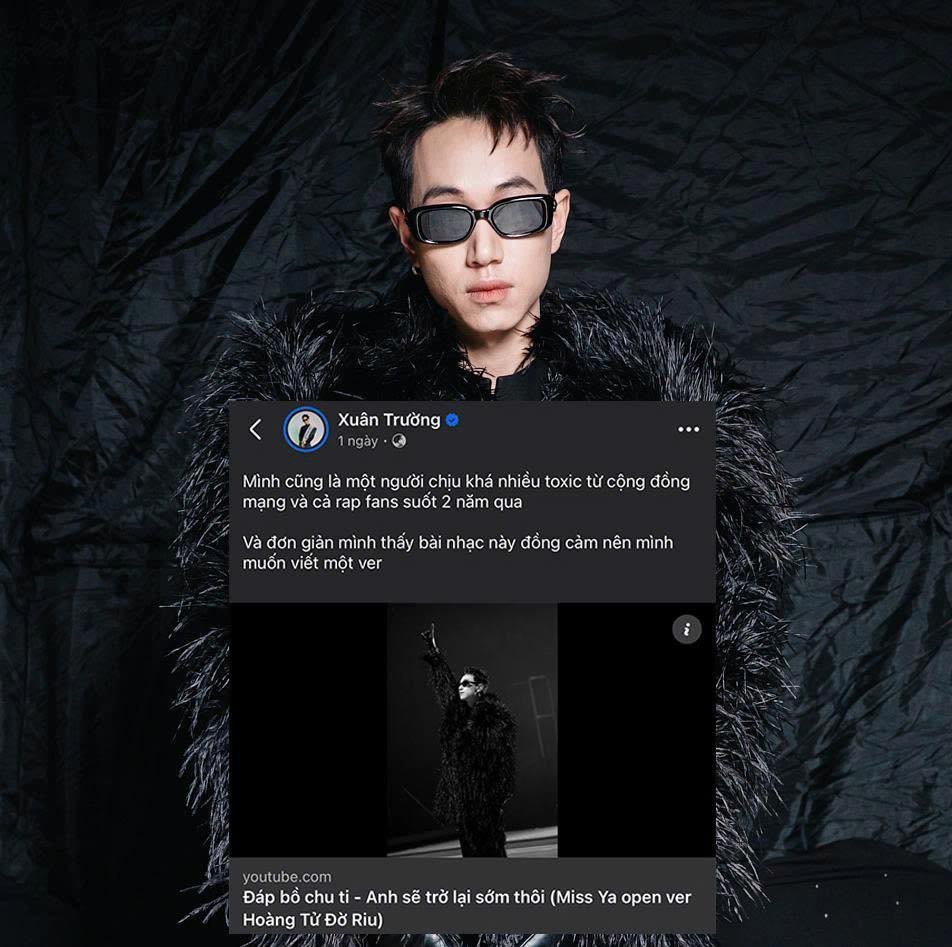 Xuân Trường
1 ngày ·
Mình cũng là một người chịu khá nhiều toxic từ cộng đồng
mạng và cả rap fans suốt 2 năm qua
Và đơn giản mình thấy bài nhạc này đồng cảm nên mình
muốn viết một ver
youtube.com
Đáp bồ chu ti - Anh sẽ trở lại sớm thôi (Miss Ya open ver
Hoàng Tử Đờ Riu)